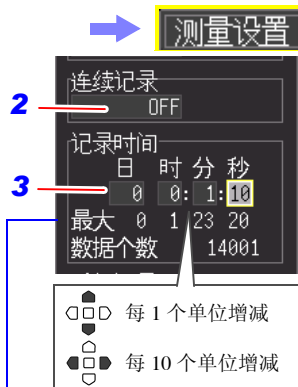 测量设置
连续记录
2
OFF
记录时间
日 时 分 秒
3
0 0: 1:10
最大 0 1 23 20
数据个数 14001
每 1 个单位增减
每 10 个单位增减